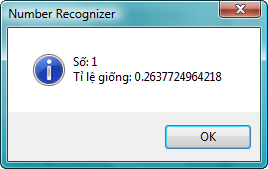 Number Recognizer
Số: 1
Tỉ lệ giống: 0.2637724964218
OK